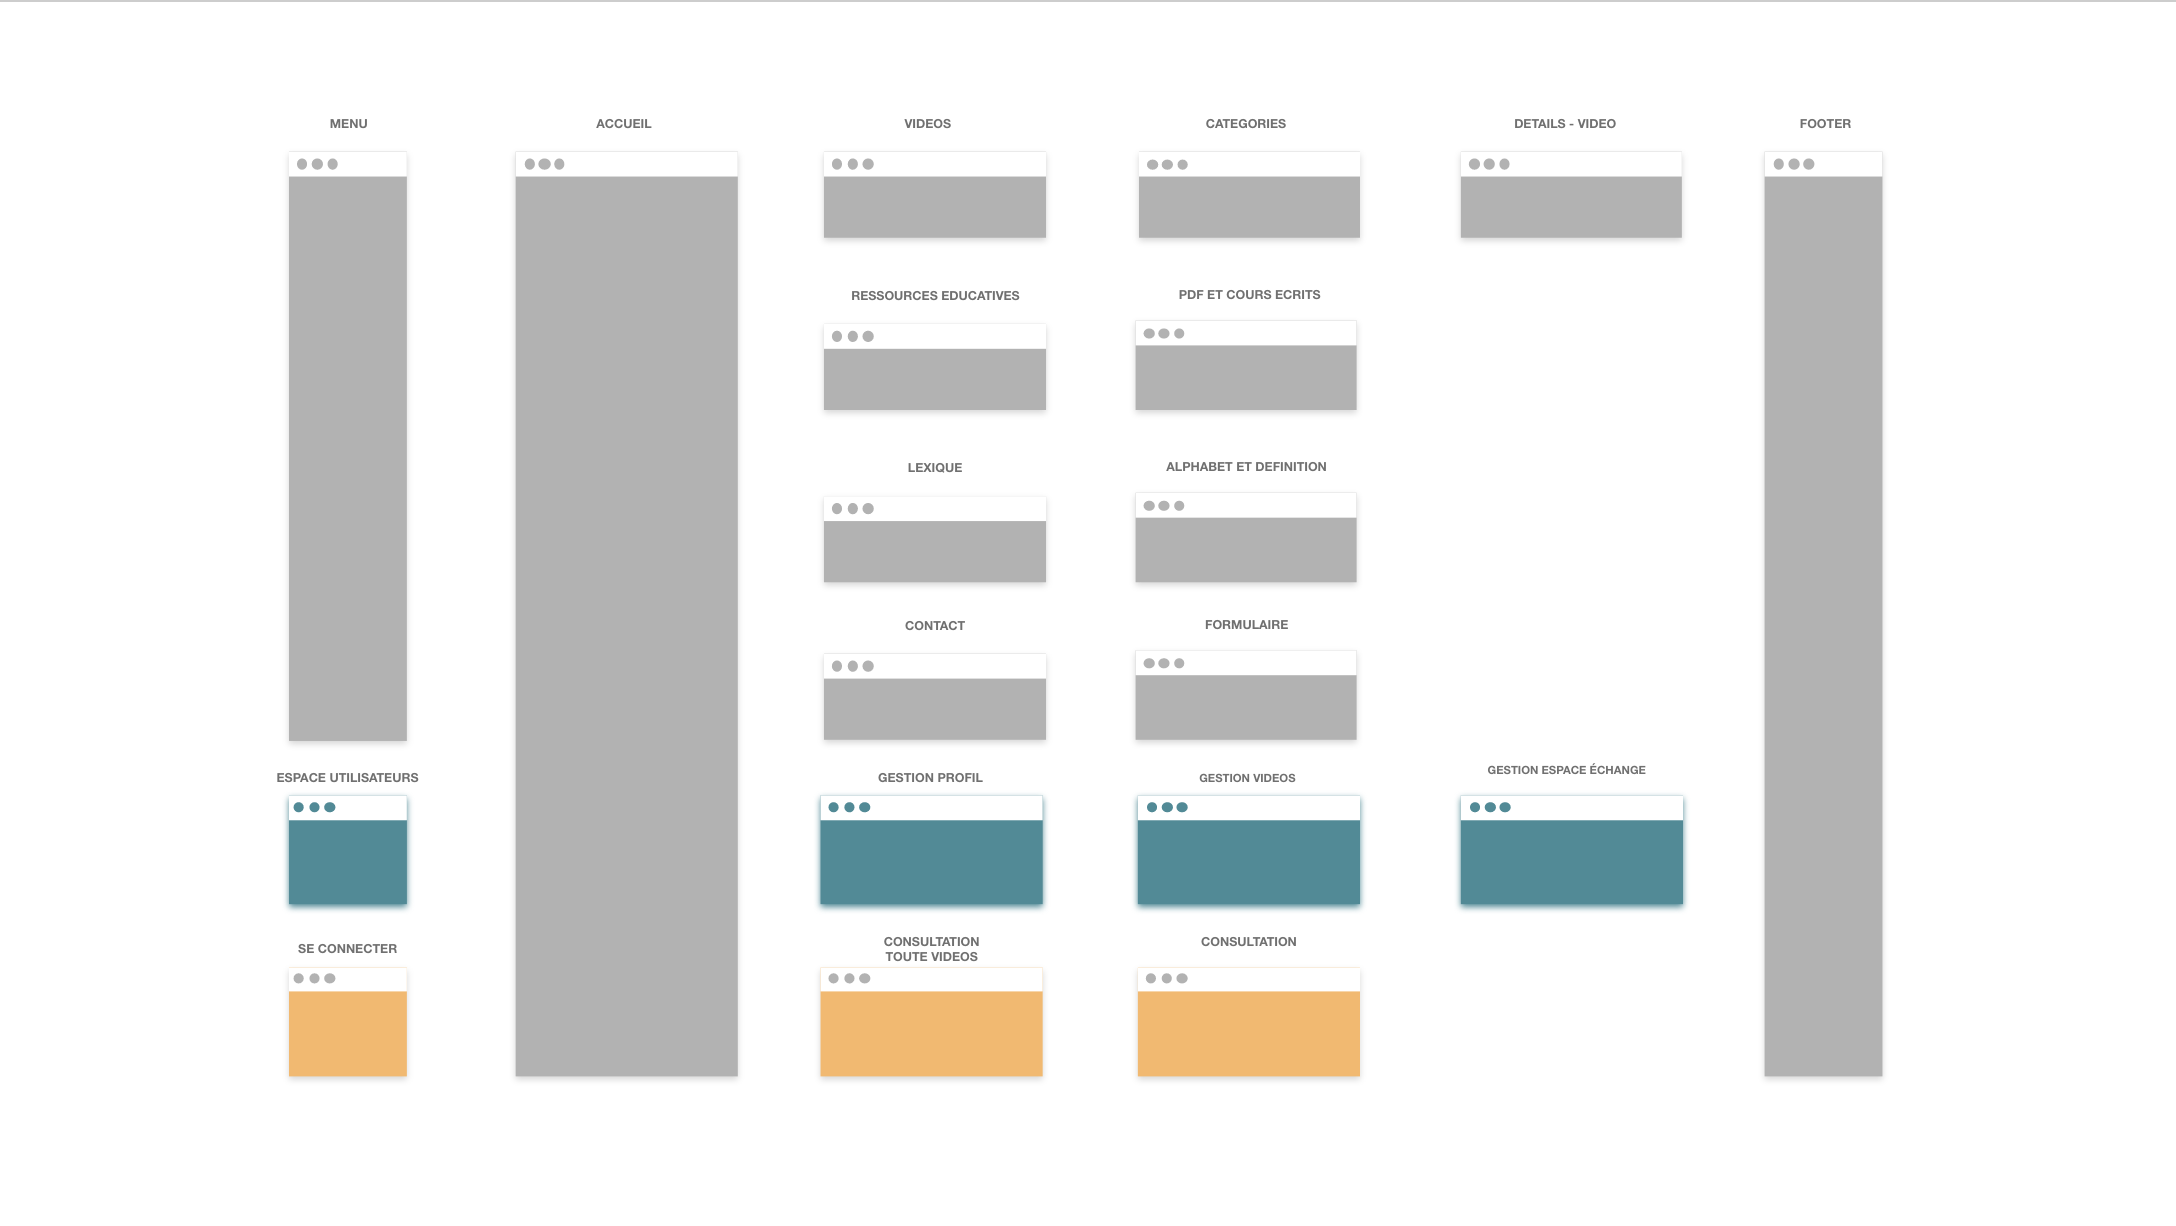 MENU
ACCUEIL
VIDEOS
CATEGORIES
DETAILS - VIDEO
FOOTER
RESSOURCES EDUCATIVES
PDF ET COURS ECRITS
LEXIQUE
ALPHABET ET DEFINITION
CONTACT
FORMULAIRE
ESPACE UTILISATEURS
GESTION PROFIL
GESTION VIDEOS
GESTION ESPACE ÉCHANGE
SE CONNECTER
CONSULTATION
TOUTE VIDEOS
CONSULTATION